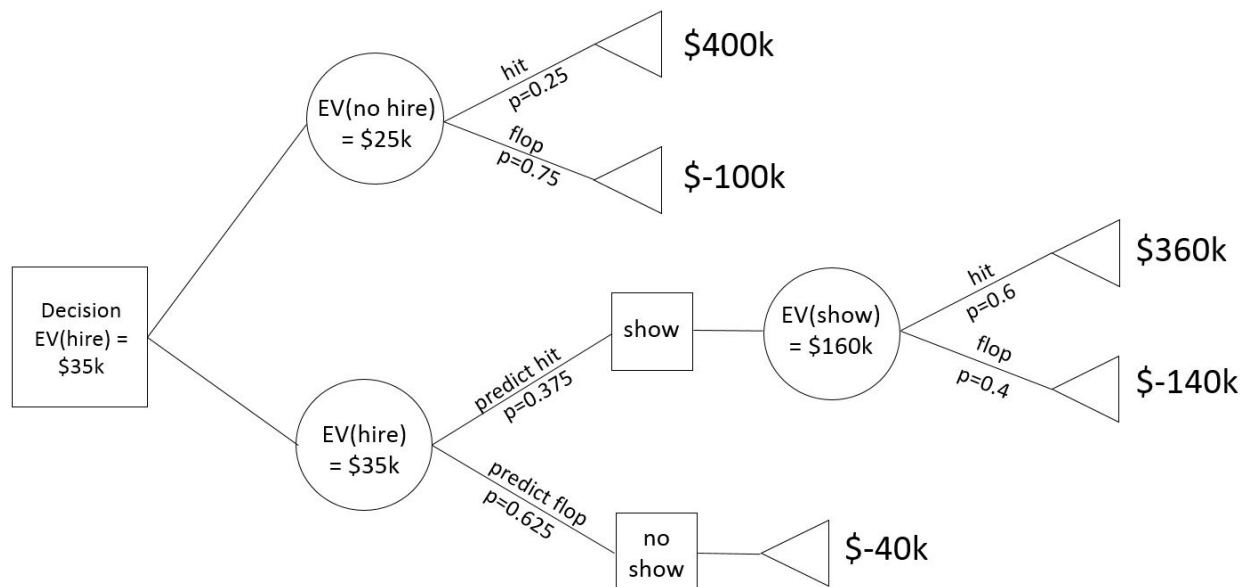 $400k
hit
p=0.25
EV(no hire)
= $25k
flop
p=0.75
$-100k
Decision
EV(hire) =
$35k
$360k
hit
p=0.6
show
EV(show)
= $160k
predict hit
p=0.375
flop
p=0.4
$-140k
EV(hire)
= $35k
predict flop
p=0.625
no
show
$-40k